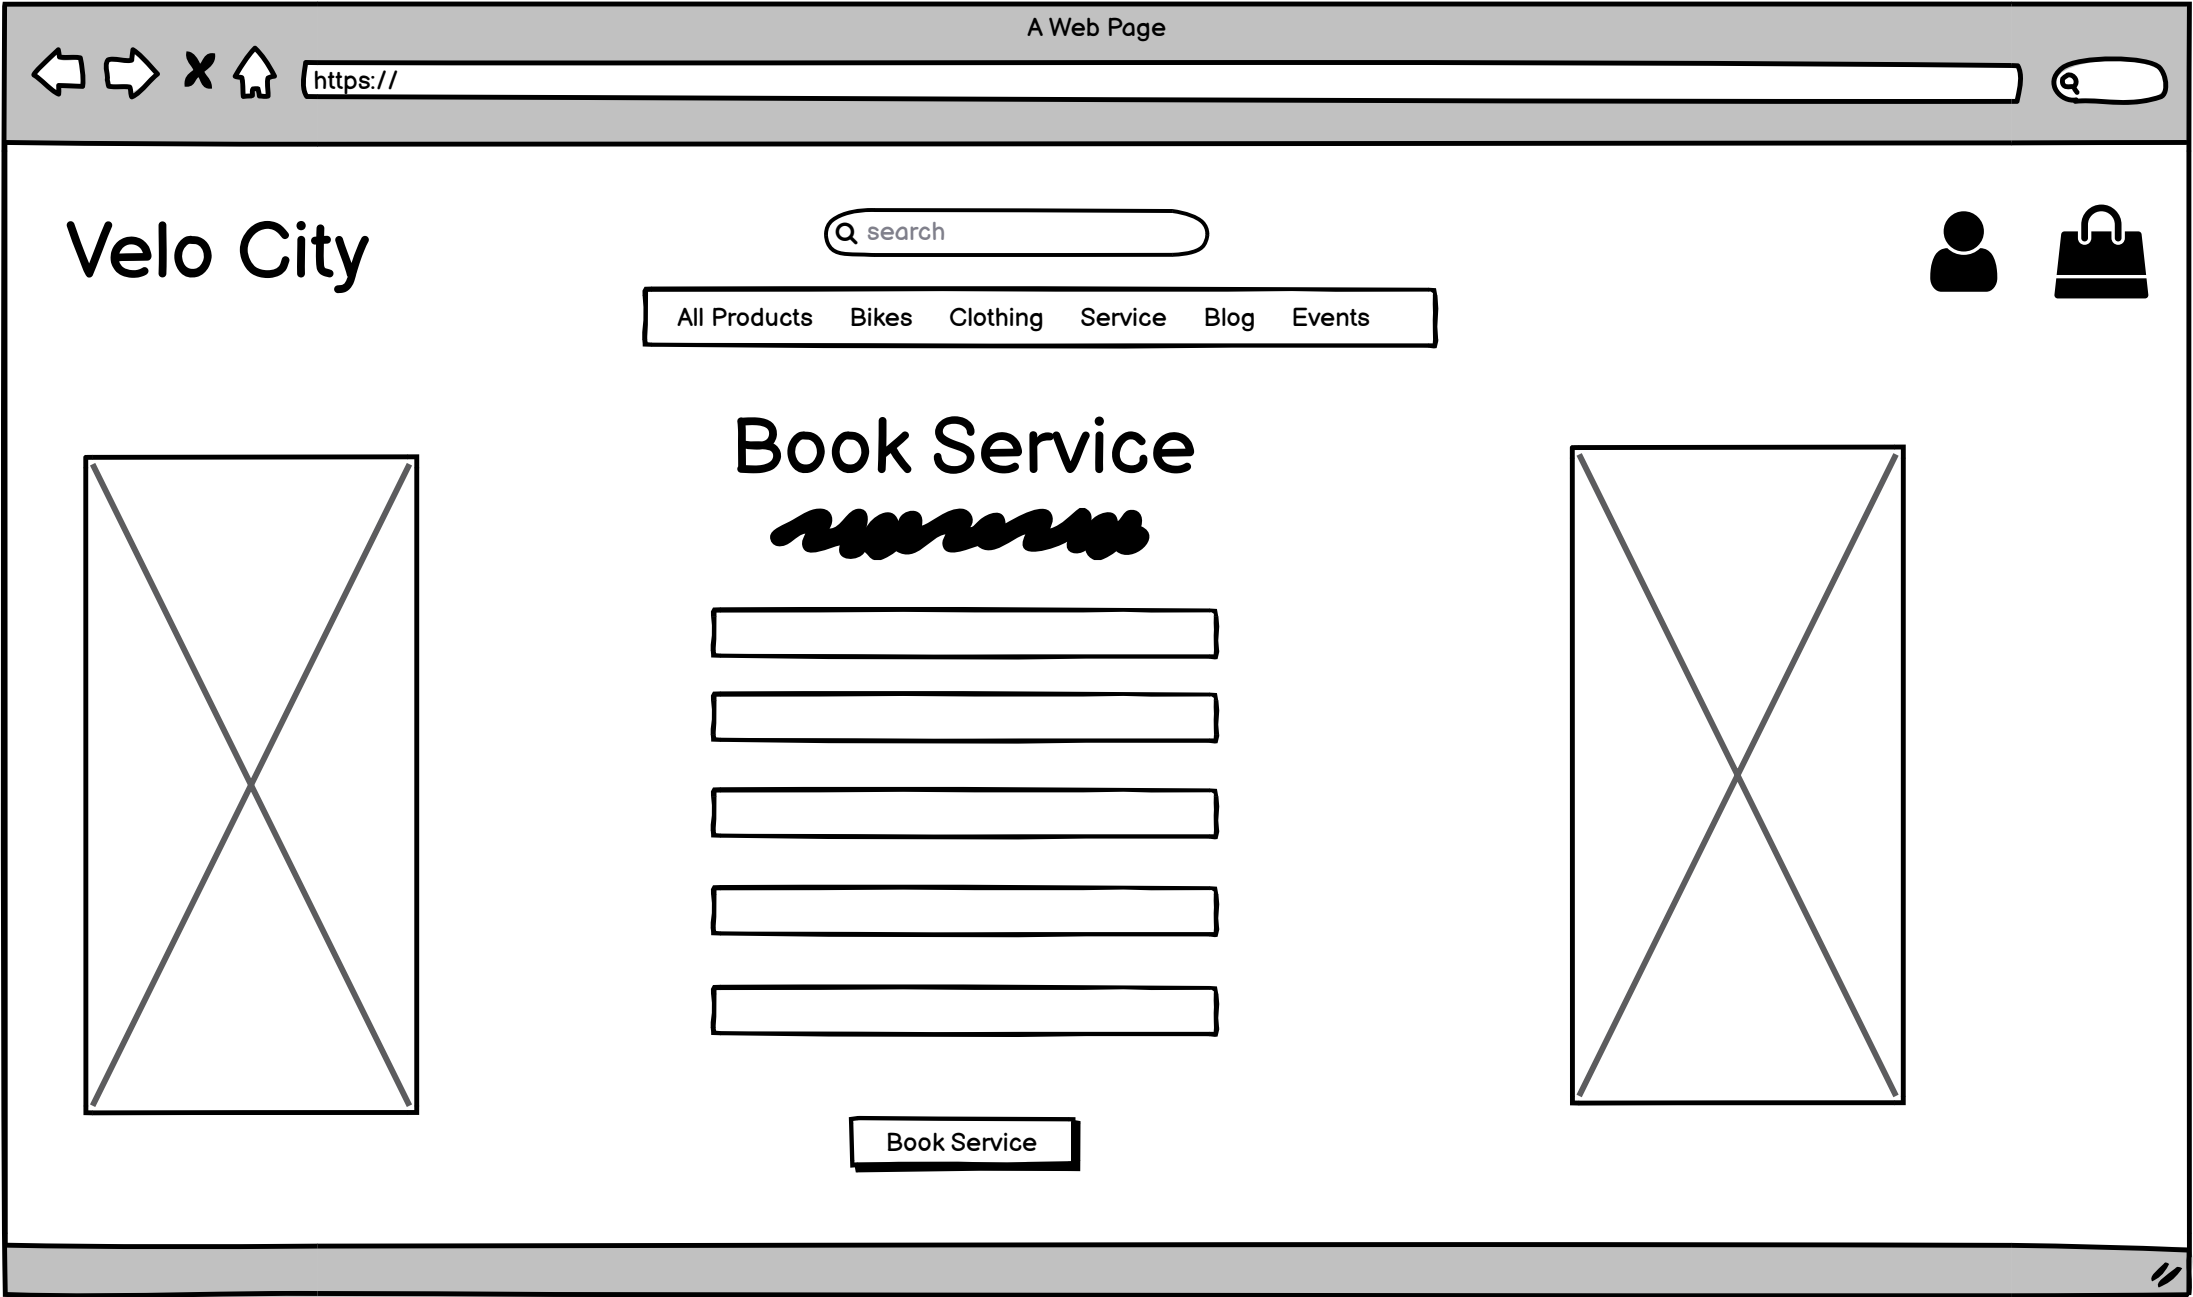 A Web Page
https://
Velo City
search
All Products Bikes Clothing Service Blog Events
Book Service
Book Service